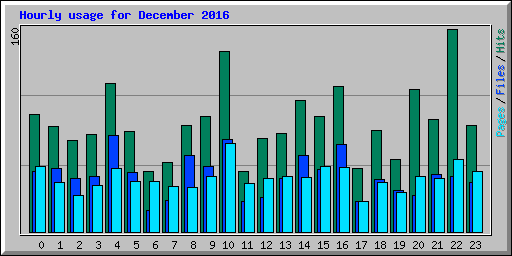 Hourly usage for December 2016
160
Pages/Files/Hits
0 1 2 3 4 5 6 7 8 9 10 11 12 13 14 15 16 17 18 19 20 21 22 23